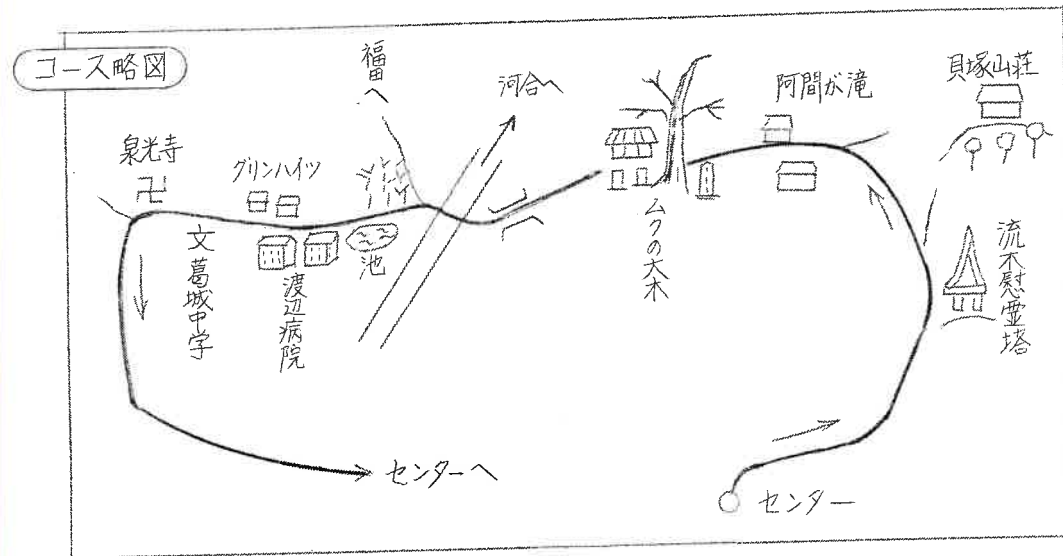 コース略図
福田へ
河合へ
阿間が滝
貝塚山荘
泉光寺
グリンハイツ
ムクの大木
池
文
葛城中学
渡辺病院
流木慰霊塔
センターへ
センター